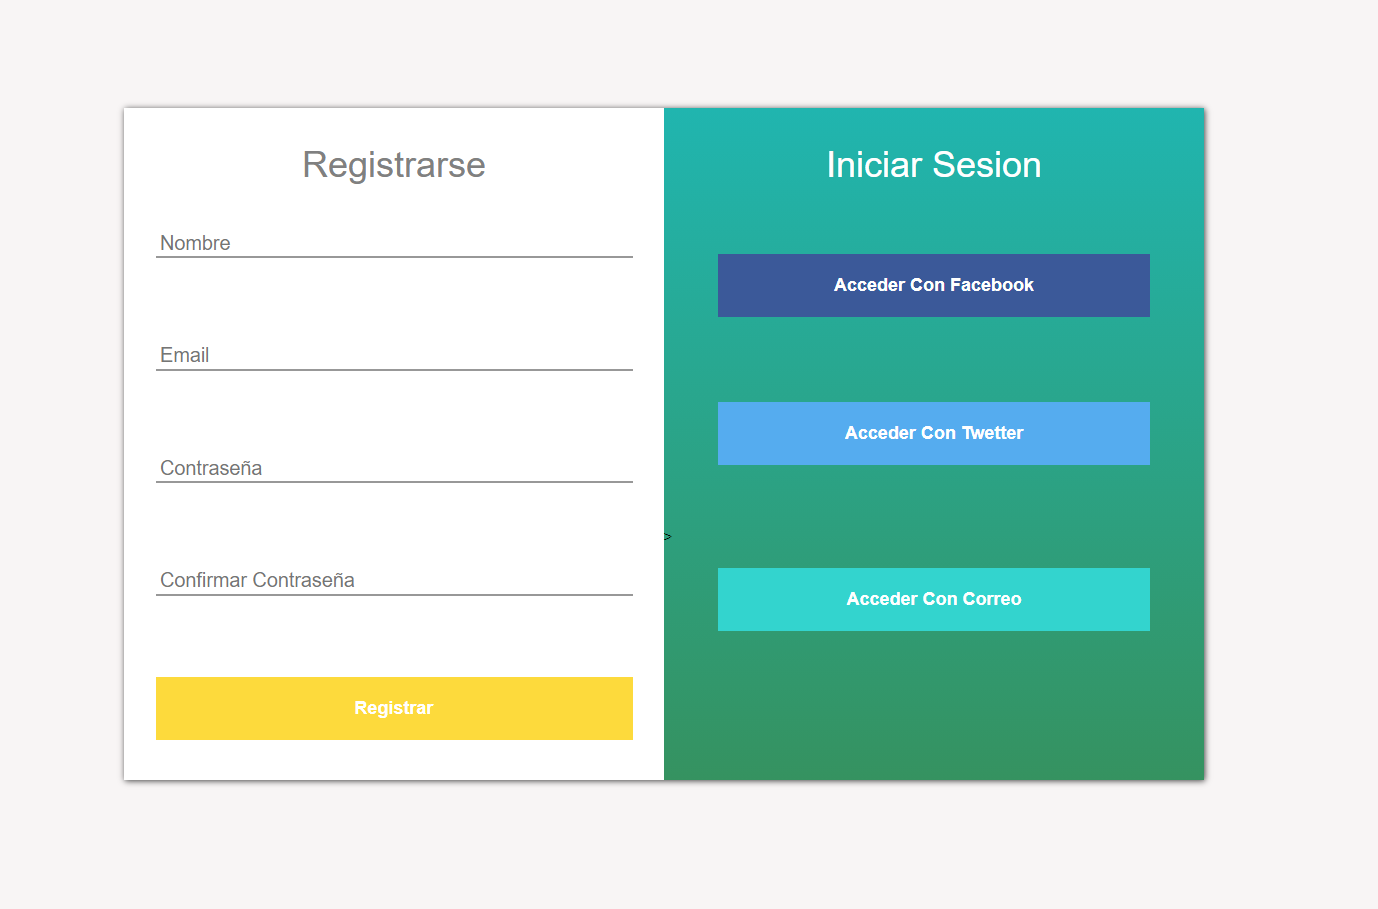 Registrarse
Nombre
Email
Contraseña
Confirmar Contraseña
Registrar
Iniciar Sesion
Acceder Con Facebook
Acceder Con Twetter
>
Acceder Con Correo